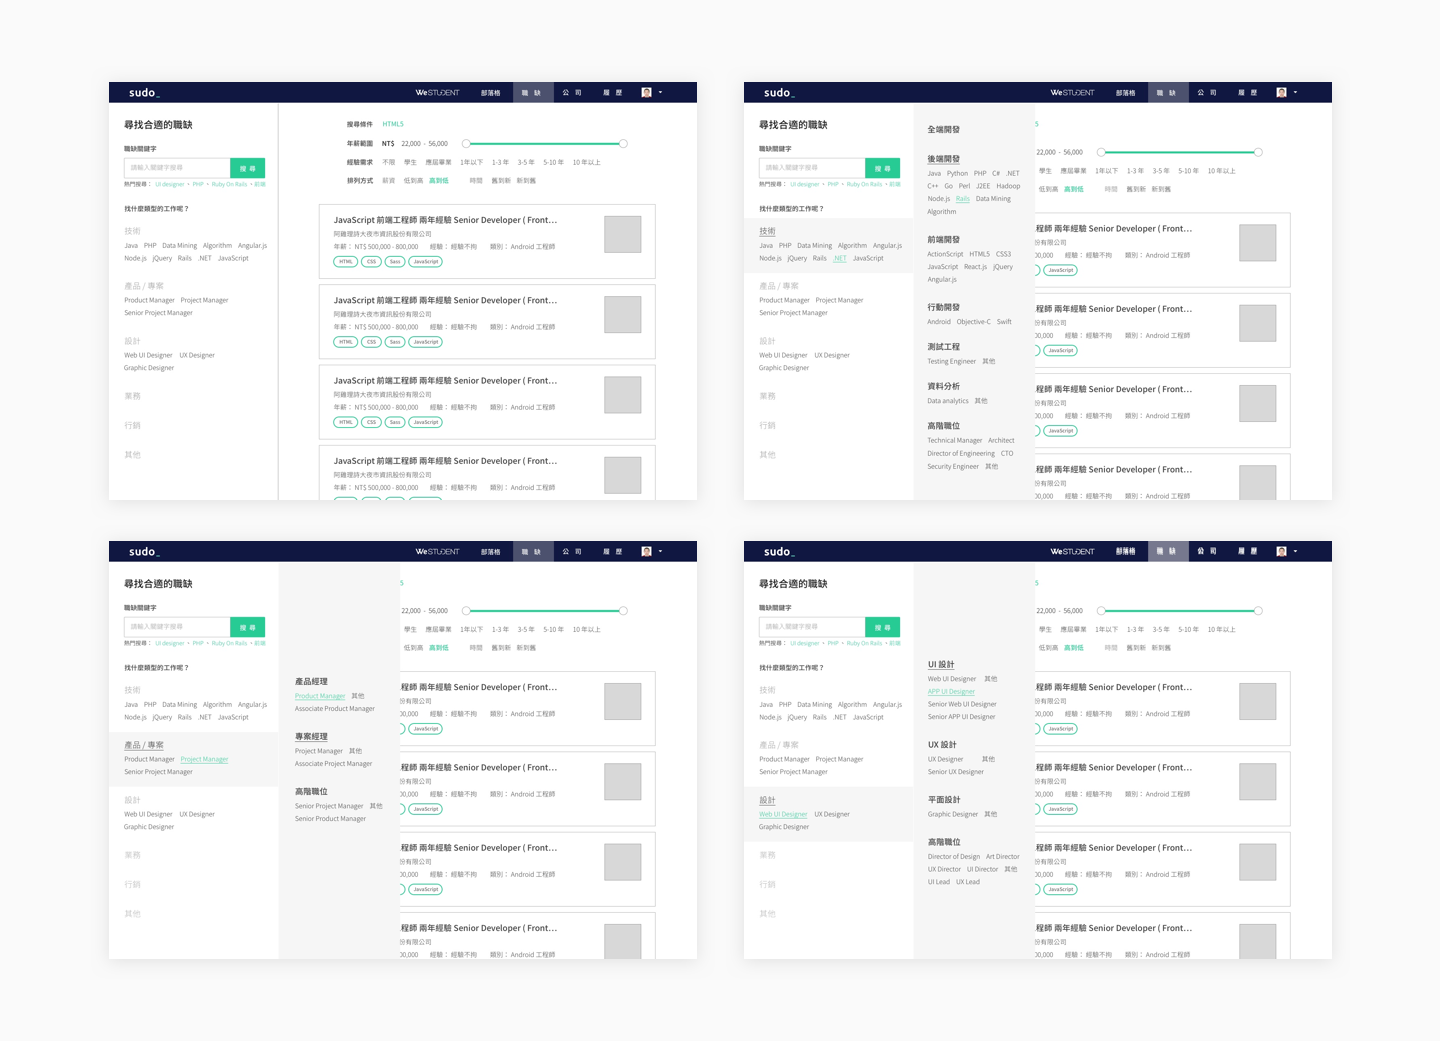 sudo_
WeSTUDENT 部落格 職 缺 公 司 履 歷
尋找合適的職缺
職缺關鍵字
請輸入關鍵字搜尋 搜 尋
熱門搜尋： UI designer • PHP • Ruby On Rails • 前端
找什麼類型的工作呢？
技術
Java PHP Data Mining Algorithm Angular.js
Node.js jQuery Rails .NET JavaScript
產品 / 專案
Product Manager Project Manager
Senior Project Manager
設計
Web UI Designer UX Designer
Graphic Designer
業務
行銷
其他
搜尋條件 HTML5
年薪範圍 NT$ 22,000 - 56,000
經驗需求 不限 學生 應屆畢業 1年以下 1-3 年 3-5 年 5-10 年 10 年以上
排列方式 薪資 低到高 高到低 時間 舊到新 新到舊
JavaScript 前端工程師 兩年經驗 Senior Developer ( Front...
阿雞理詩大夜市資訊股份有限公司
年薪： NT$ 500,000 - 800,000 經驗： 經驗不拘 類別： Android 工程師
HTML CSS Sass JavaScript
JavaScript 前端工程師 兩年經驗 Senior Developer ( Front...
阿雞理詩大夜市資訊股份有限公司
年薪： NT$ 500,000 - 800,000 經驗： 經驗不拘 類別： Android 工程師
HTML CSS Sass JavaScript
JavaScript 前端工程師 兩年經驗 Senior Developer ( Front...
阿雞理詩大夜市資訊股份有限公司
年薪： NT$ 500,000 - 800,000 經驗： 經驗不拘 類別： Android 工程師
HTML CSS Sass JavaScript
JavaScript 前端工程師 兩年經驗 Senior Developer ( Front...
阿雞理詩大夜市資訊股份有限公司
年薪： NT$ 500,000 - 800,000 經驗： 經驗不拘 類別： Android 工程師
sudo_
WeSTUDENT 部落格 職 缺 公 司 履 歷
尋找合適的職缺
職缺關鍵字
請輸入關鍵字搜尋 搜 尋
熱門搜尋： UI designer • PHP • Ruby On Rails • 前端
找什麼類型的工作呢？
技術
Java PHP Data Mining Algorithm Angular.js
Node.js jQuery Rails .NET JavaScript
產品 / 專案
Product Manager Project Manager
Senior Project Manager
設計
Web UI Designer UX Designer
Graphic Designer
業務
行銷
其他
全端開發
後端開發
Java Python PHP C# .NET
C++ Go Perl J2EE Hadoop
Node.js Rails Data Mining
Algorithm
前端開發
ActionScript HTML5 CSS3
JavaScript React.js jQuery
Angular.js
行動開發
Android Objective-C Swift
測試工程
Testing Engineer 其他
資料分析
Data analytics 其他
高階職位
Technical Manager Architect
Director of Engineering CTO
Security Engineer 其他
5
22,000 - 56,000
學生 應屆畢業 1年以下 1-3 年 3-5 年 5-10 年 10 年以上
低到高 高到低 時間 舊到新 新到舊
程師 兩年經驗 Senior Developer ( Front...
份有限公司
00,000 經驗： 經驗不拘 類別： Android 工程師
JavaScript
程師 兩年經驗 Senior Developer ( Front...
份有限公司
00,000 經驗： 經驗不拘 類別： Android 工程師
JavaScript
程師 兩年經驗 Senior Developer ( Front...
份有限公司
00,000 經驗： 經驗不拘 類別： Android 工程師
JavaScript
程師 兩年經驗 Senior Developer ( Front...
份有限公司
00,000 經驗： 經驗不拘 類別： Android 工程師
sudo_
WeSTUDENT 部落格 職 缺 公 司 履 歷
尋找合適的職缺
職缺關鍵字
請輸入關鍵字搜尋 搜 尋
熱門搜尋： UI designer • PHP • Ruby On Rails • 前端
找什麼類型的工作呢？
技術
Java PHP Data Mining Algorithm Angular.js
Node.js jQuery Rails .NET JavaScript
產品 / 專案
Product Manager Project Manager
Senior Project Manager
設計
Web UI Designer UX Designer
Graphic Designer
業務
行銷
其他
產品經理
Product Manager 其他
Associate Product Manager
專案經理
Project Manager 其他
Associate Project Manager
高階職位
Senior Project Manager 其他
Senior Product Manager
5
22,000 - 56,000
學生 應屆畢業 1年以下 1-3 年 3-5 年 5-10 年 10 年以上
低到高 高到低 時間 舊到新 新到舊
程師 兩年經驗 Senior Developer ( Front...
份有限公司
00,000 經驗： 經驗不拘 類別： Android 工程師
JavaScript
程師 兩年經驗 Senior Developer ( Front...
份有限公司
00,000 經驗： 經驗不拘 類別： Android 工程師
JavaScript
程師 兩年經驗 Senior Developer ( Front...
份有限公司
00,000 經驗： 經驗不拘 類別： Android 工程師
JavaScript
程師 兩年經驗 Senior Developer ( Front...
份有限公司
00,000 經驗： 經驗不拘 類別： Android 工程師
sudo_
WeSTUDENT 部落格 職 缺 公 司 履 歷
尋找合適的職缺
職缺關鍵字
請輸入關鍵字搜尋 搜 尋
熱門搜尋： UI designer • PHP • Ruby On Rails • 前端
找什麼類型的工作呢？
技術
Java PHP Data Mining Algorithm Angular.js
Node.js jQuery Rails .NET JavaScript
產品 / 專案
Product Manager Project Manager
Senior Project Manager
設計
Web UI Designer UX Designer
Graphic Designer
業務
行銷
其他
UI 設計
Web UI Designer 其他
APP UI Designer
Senior Web UI Designer
Senior APP UI Designer
UX 設計
UX Designer 其他
Senior UX Designer
平面設計
Graphic Designer 其他
高階職位
Director of Design Art Director
UX Director UI Director 其他
UI Lead UX Lead
5
22,000 - 56,000
學生 應屆畢業 1年以下 1-3 年 3-5 年 5-10 年 10 年以上
低到高 高到低 時間 舊到新 新到舊
程師 兩年經驗 Senior Developer ( Front...
份有限公司
00,000 經驗： 經驗不拘 類別： Android 工程師
JavaScript
程師 兩年經驗 Senior Developer ( Front...
份有限公司
00,000 經驗： 經驗不拘 類別： Android 工程師
JavaScript
程師 兩年經驗 Senior Developer ( Front...
份有限公司
00,000 經驗： 經驗不拘 類別： Android 工程師
JavaScript
程師 兩年經驗 Senior Developer ( Front...
份有限公司
00,000 經驗： 經驗不拘 類別： Android 工程師